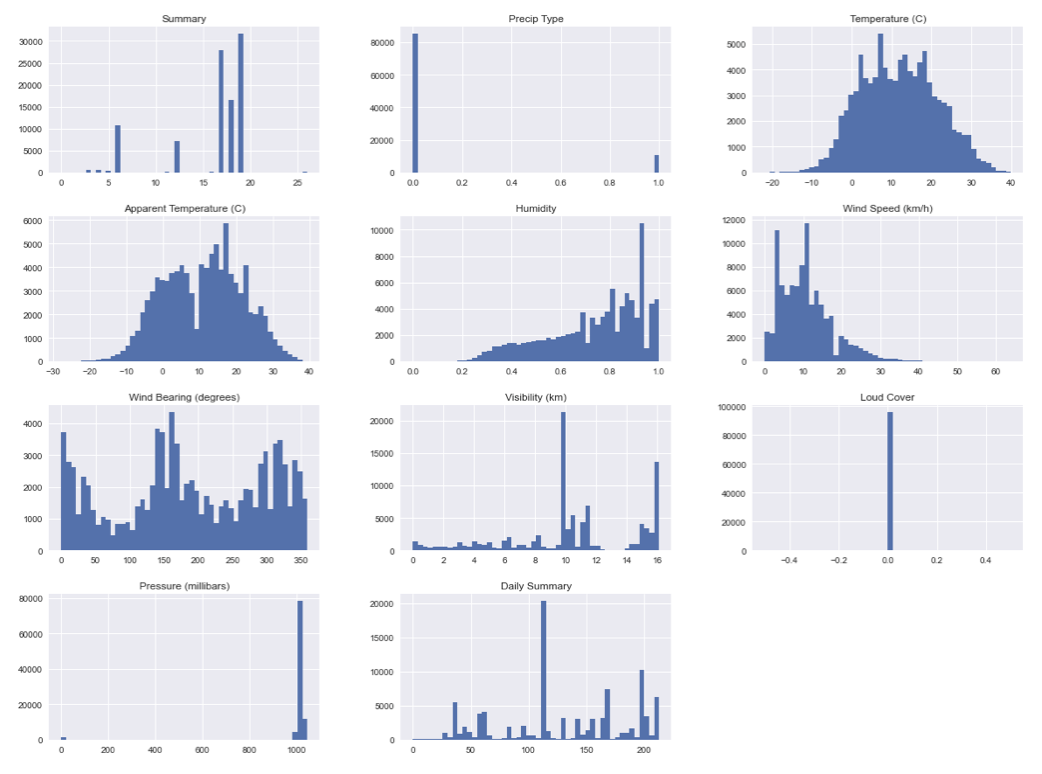 Summary
Precip Type
Temperature (C)
30000
25000
20000
15000
10000
5000
0
0 5 10 15 20 25
80000
60000
40000
20000
0
0.0 0.2 0.4 0.6 0.8 1.0
5000
4000
3000
2000
1000
0
−20 −10 0 10 20 30 40
Apparent Temperature (C)
Humidity
Wind Speed (km/h)
6000
5000
4000
3000
2000
1000
0
−30 −20 −10 0 10 20 30 40
10000
8000
6000
4000
2000
0
0.0 0.2 0.4 0.6 0.8 1.0
12000
10000
8000
6000
4000
2000
0
0 10 20 30 40 50 60
Wind Bearing (degrees)
Visibility (km)
Loud Cover
4000
3000
2000
1000
0
0 50 100 150 200 250 300 350
20000
15000
10000
5000
0
0 2 4 6 8 10 12 14 16
100000
80000
60000
40000
20000
0
−0.4 −0.2 0.0 0.2 0.4
Pressure (millibars)
Daily Summary
80000
60000
40000
20000
0
0 200 400 600 800 1000
20000
15000
10000
5000
0
0 50 100 150 200